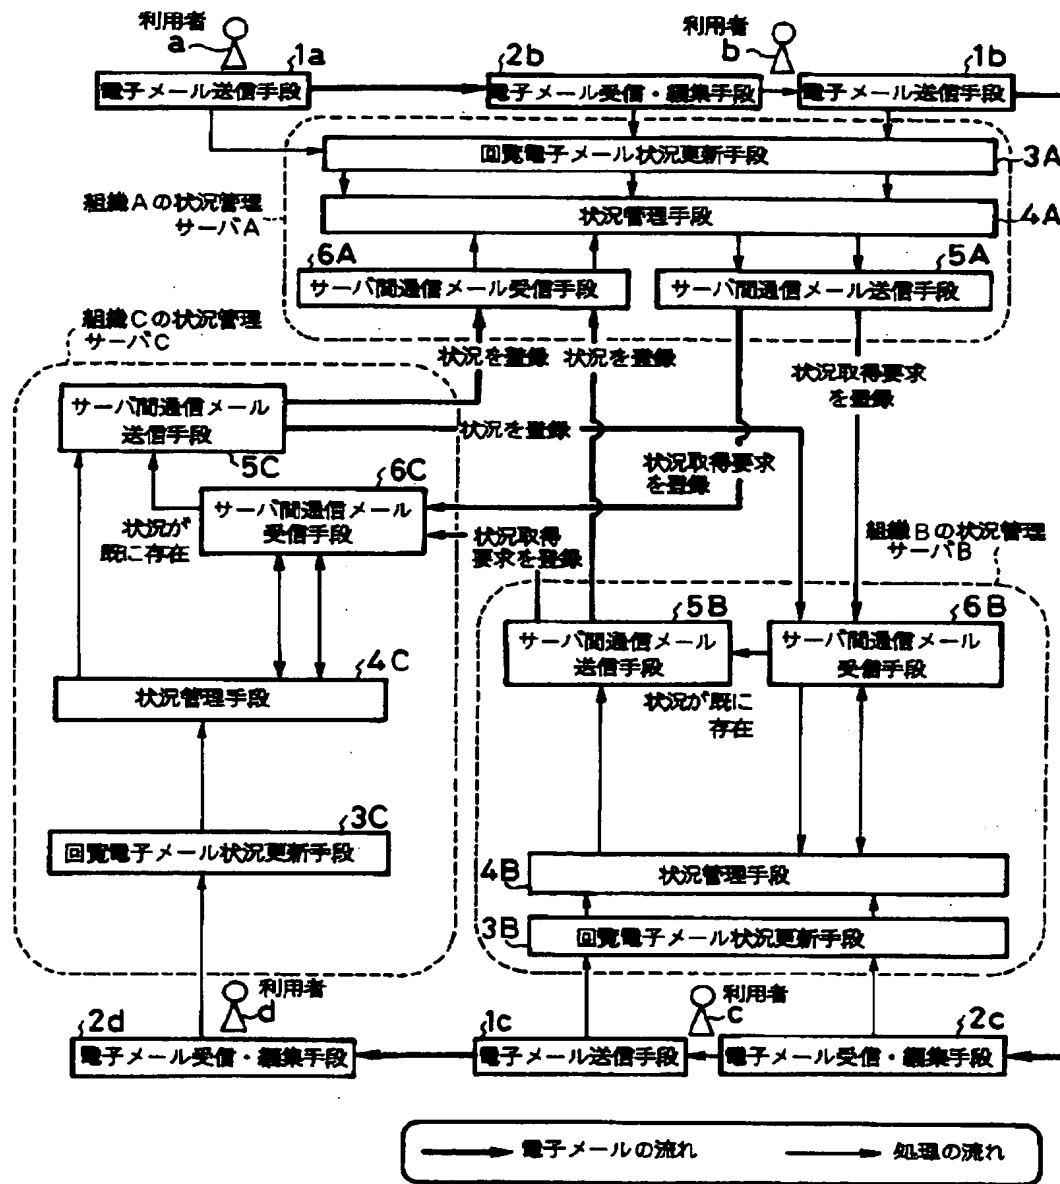 利用者
a
1a
電子メール送信手段
2b
電子メール受信・編集手段
利用者
b
1b
電子メール送信手段
回覧電子メール状況更新手段
3A
組織Aの状況管理
サーバA
状況管理手段
4A
6A
サーバ間通信メール受信手段
5A
サーバ間通信メール送信手段
組織Cの状況管理
サーバC
状況を登録
状況を登録
状況取得要求
を登録
サーバ間通信メール
送信手段
5C
状況を登録
状況取得要求
を登録
6C
サーバ間通信メール
受信手段
状況が
既に存在
状況取得
要求を登録
組織Bの状況管理
サーバB
5B
サーバ間通信メール
送信手段
6B
サーバ間通信メール
受信手段
状況が既に
存在
4C
状況管理手段
3C
回覧電子メール状況更新手段
4B
状況管理手段
3B
回覧電子メール状況更新手段
利用者
d
2d
電子メール受信・編集手段
1c
電子メール送信手段
利用者
c
2c
電子メール受信・編集手段
電子メールの流れ
処理の流れ